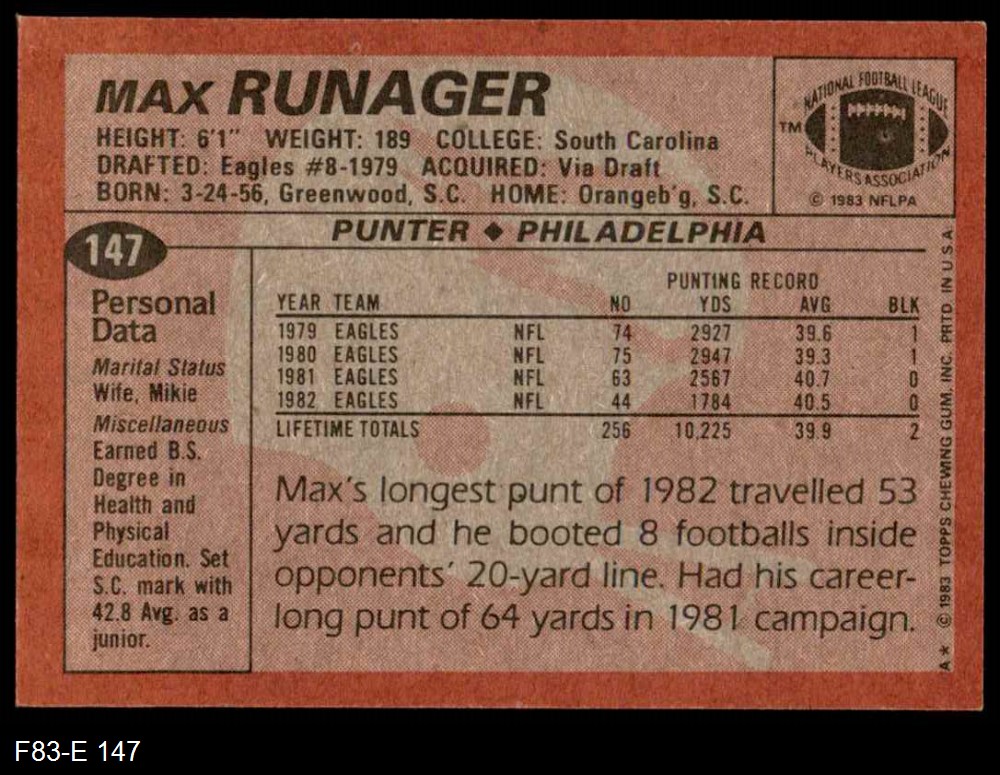 MAX RUNAGER
HEIGHT: 6'1" WEIGHT: 189 COLLEGE: South Carolina
DRAFTED: Eagles #8-1979 ACQUIRED: Via Draft
BORN: 3-24-56, Greenwood, S.C. HOME: Orangeb'g, S.C.
NATIONAL FOOTBALL LEAGUE
TM
PLAYERS ASSOCIATION
© 1983 NFLPA
147
PUNTER ♦ PHILADELPHIA
Personal
Data
Marital Status
Wife, Mikie
Miscellaneous
Earned B.S.
Degree in
Health and
Physical
Education. Set
S.C. mark with
42.8 Avg. as a
junior.
PUNTING RECORD
YEAR TEAM NO YDS AVG BLK
1979 EAGLES NFL 74 2927 39.6 1
1980 EAGLES NFL 75 2947 39.3 1
1981 EAGLES NFL 63 2567 40.7 0
1982 EAGLES NFL 44 1784 40.5 0
LIFETIME TOTALS 256 10,225 39.9 2
Max's longest punt of 1982 travelled 53
yards and he booted 8 footballs inside
opponents' 20-yard line. Had his career-
long punt of 64 yards in 1981 campaign.
A* © 1983 TOPPS CHEWING GUM, INC. PRTD IN U.S.A.
F83-E 147